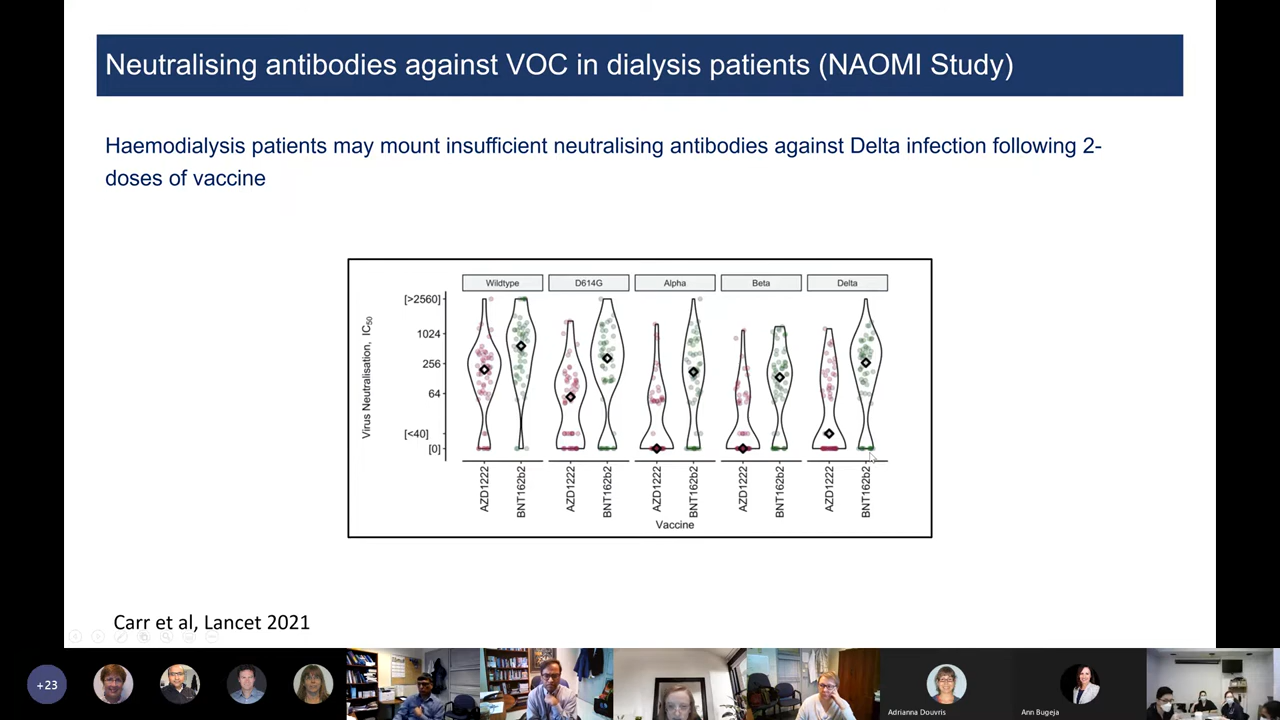 Neutralising antibodies against VOC in dialysis patients (NAOMI Study)
Haemodialysis patients may mount insufficient neutralising antibodies against Delta infection following 2-
doses of vaccine
Wildtype
D614G
Alpha
Beta
Delta
Virus Neutralisation, IC50
[>2560]
1024
256
64
[<40]
[0]
AZD1222
BNT162b2
AZD1222
BNT162b2
AZD1222
BNT162b2
AZD1222
BNT162b2
AZD1222
BNT162b2
Vaccine
Carr et al, Lancet 2021
+23
Adrianna Douvris
Ann Bugeja